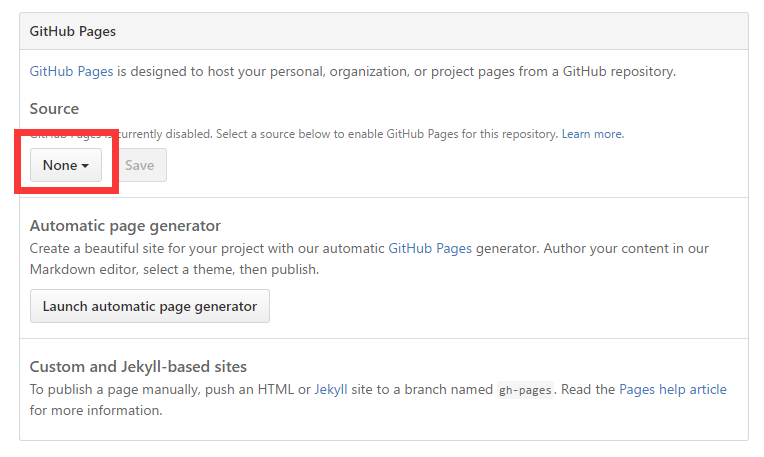 GitHub Pages
GitHub Pages is designed to host your personal, organization, or project pages from a GitHub repository.
Source
GitHub Pages is currently disabled. Select a source below to enable GitHub Pages for this repository. Learn more.
None Save
Automatic page generator
Create a beautiful site for your project with our automatic GitHub Pages generator. Author your content in our
Markdown editor, select a theme, then publish.
Launch automatic page generator
Custom and Jekyll-based sites
To publish a page manually, push an HTML or Jekyll site to a branch named gh-pages. Read the Pages help article
for more information.